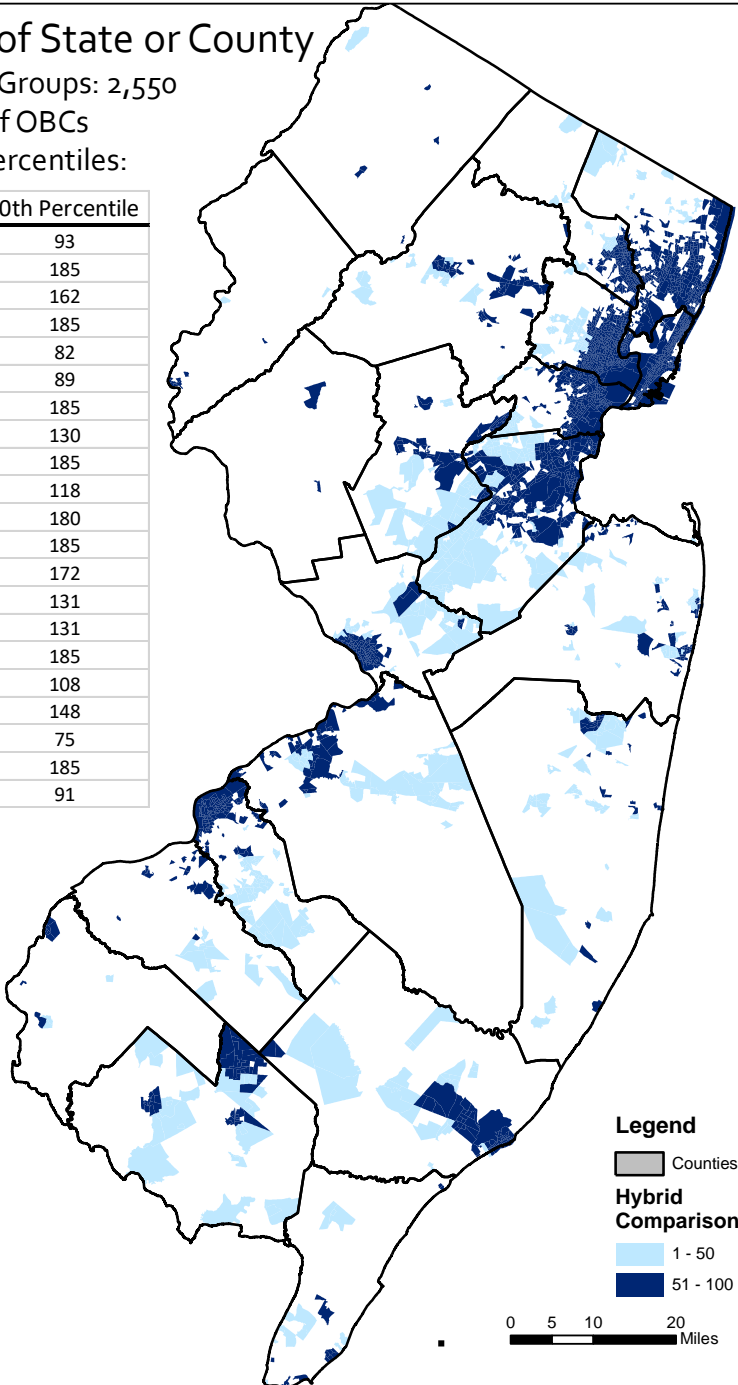 of State or County
Groups: 2,550
f OBCs
ercentiles:
0th Percentile
93
185
162
185
82
89
185
130
185
118
180
185
172
131
131
185
108
148
75
185
91
Legend
Counties
Hybrid
Comparison
1 - 50
51 - 100
0 5 10 20
Miles